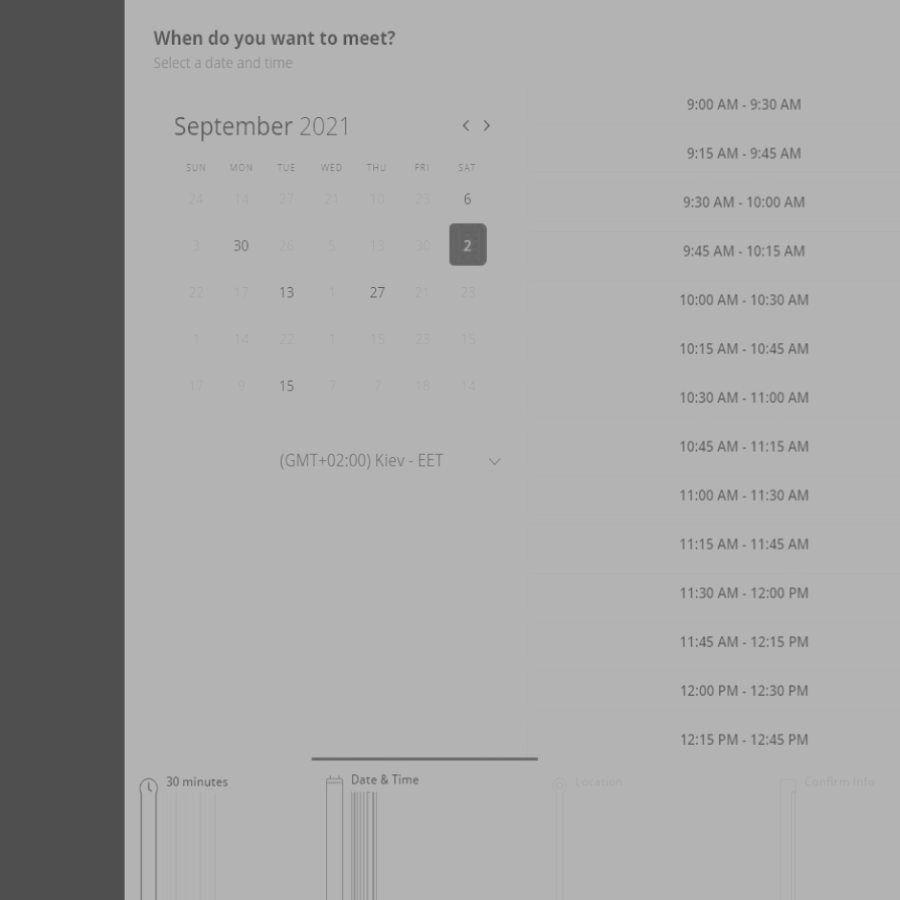 When do you want to meet?
Select a date and time
September 2021
SUN MON TUE WED THU FRI SAT
24 14 27 21 10 23 6
3 30 26 5 13 30 2
22 17 13 1 27 21 23
1 14 22 1 15 23 15
17 9 15 7 7 18 14
(GMT+02:00) Kiev - EET
9:00 AM - 9:30 AM
9:15 AM - 9:45 AM
9:30 AM - 10:00 AM
9:45 AM - 10:15 AM
10:00 AM - 10:30 AM
10:15 AM - 10:45 AM
10:30 AM - 11:00 AM
10:45 AM - 11:15 AM
11:00 AM - 11:30 AM
11:15 AM - 11:45 AM
11:30 AM - 12:00 PM
11:45 AM - 12:15 PM
12:00 PM - 12:30 PM
12:15 PM - 12:45 PM
30 minutes
Date & Time
Location
Confirm Info